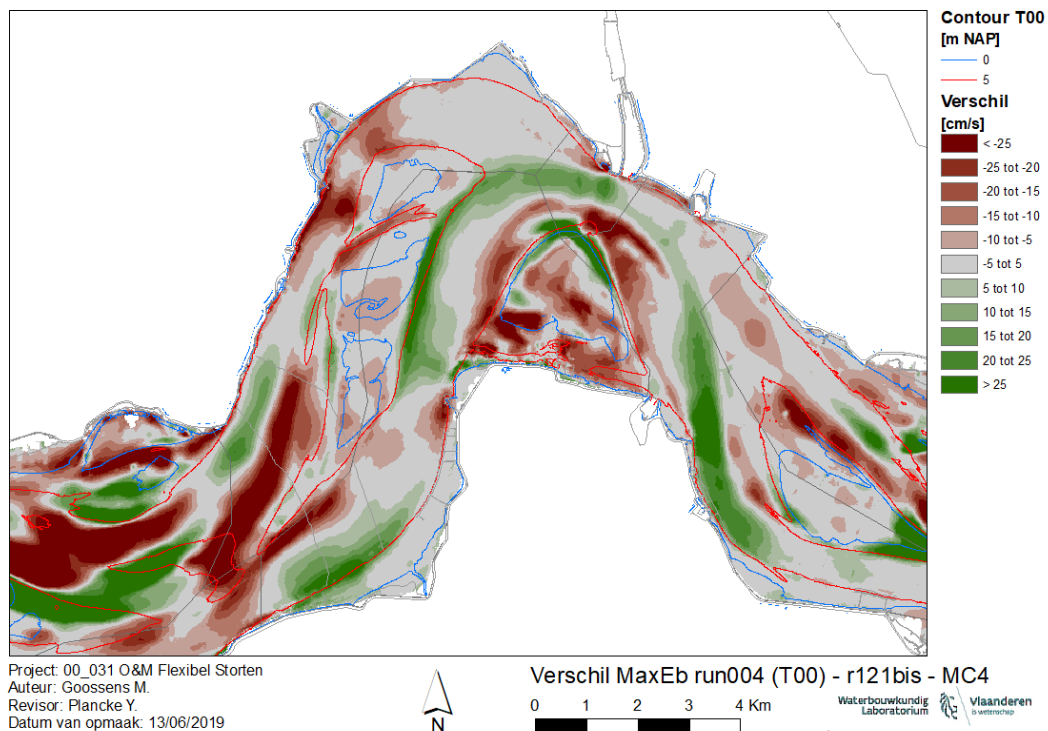 Contour T00
[m NAP]
0
5
Verschil
[cm/s]
< -25
-25 tot -20
-20 tot -15
-15 tot -10
-10 tot -5
-5 tot 5
5 tot 10
10 tot 15
15 tot 20
20 tot 25
> 25
Project: 00_031 O&M Flexibel Storten
Auteur: Goossens M.
Revisor: Plancke Y.
Datum van opmaak: 13/06/2019
N
Verschil MaxEb run004 (T00) - r121bis - MC4
0 1 2 3 4 Km
Waterbouwkundig
Laboratorium
Vlaanderen
is wetenschap